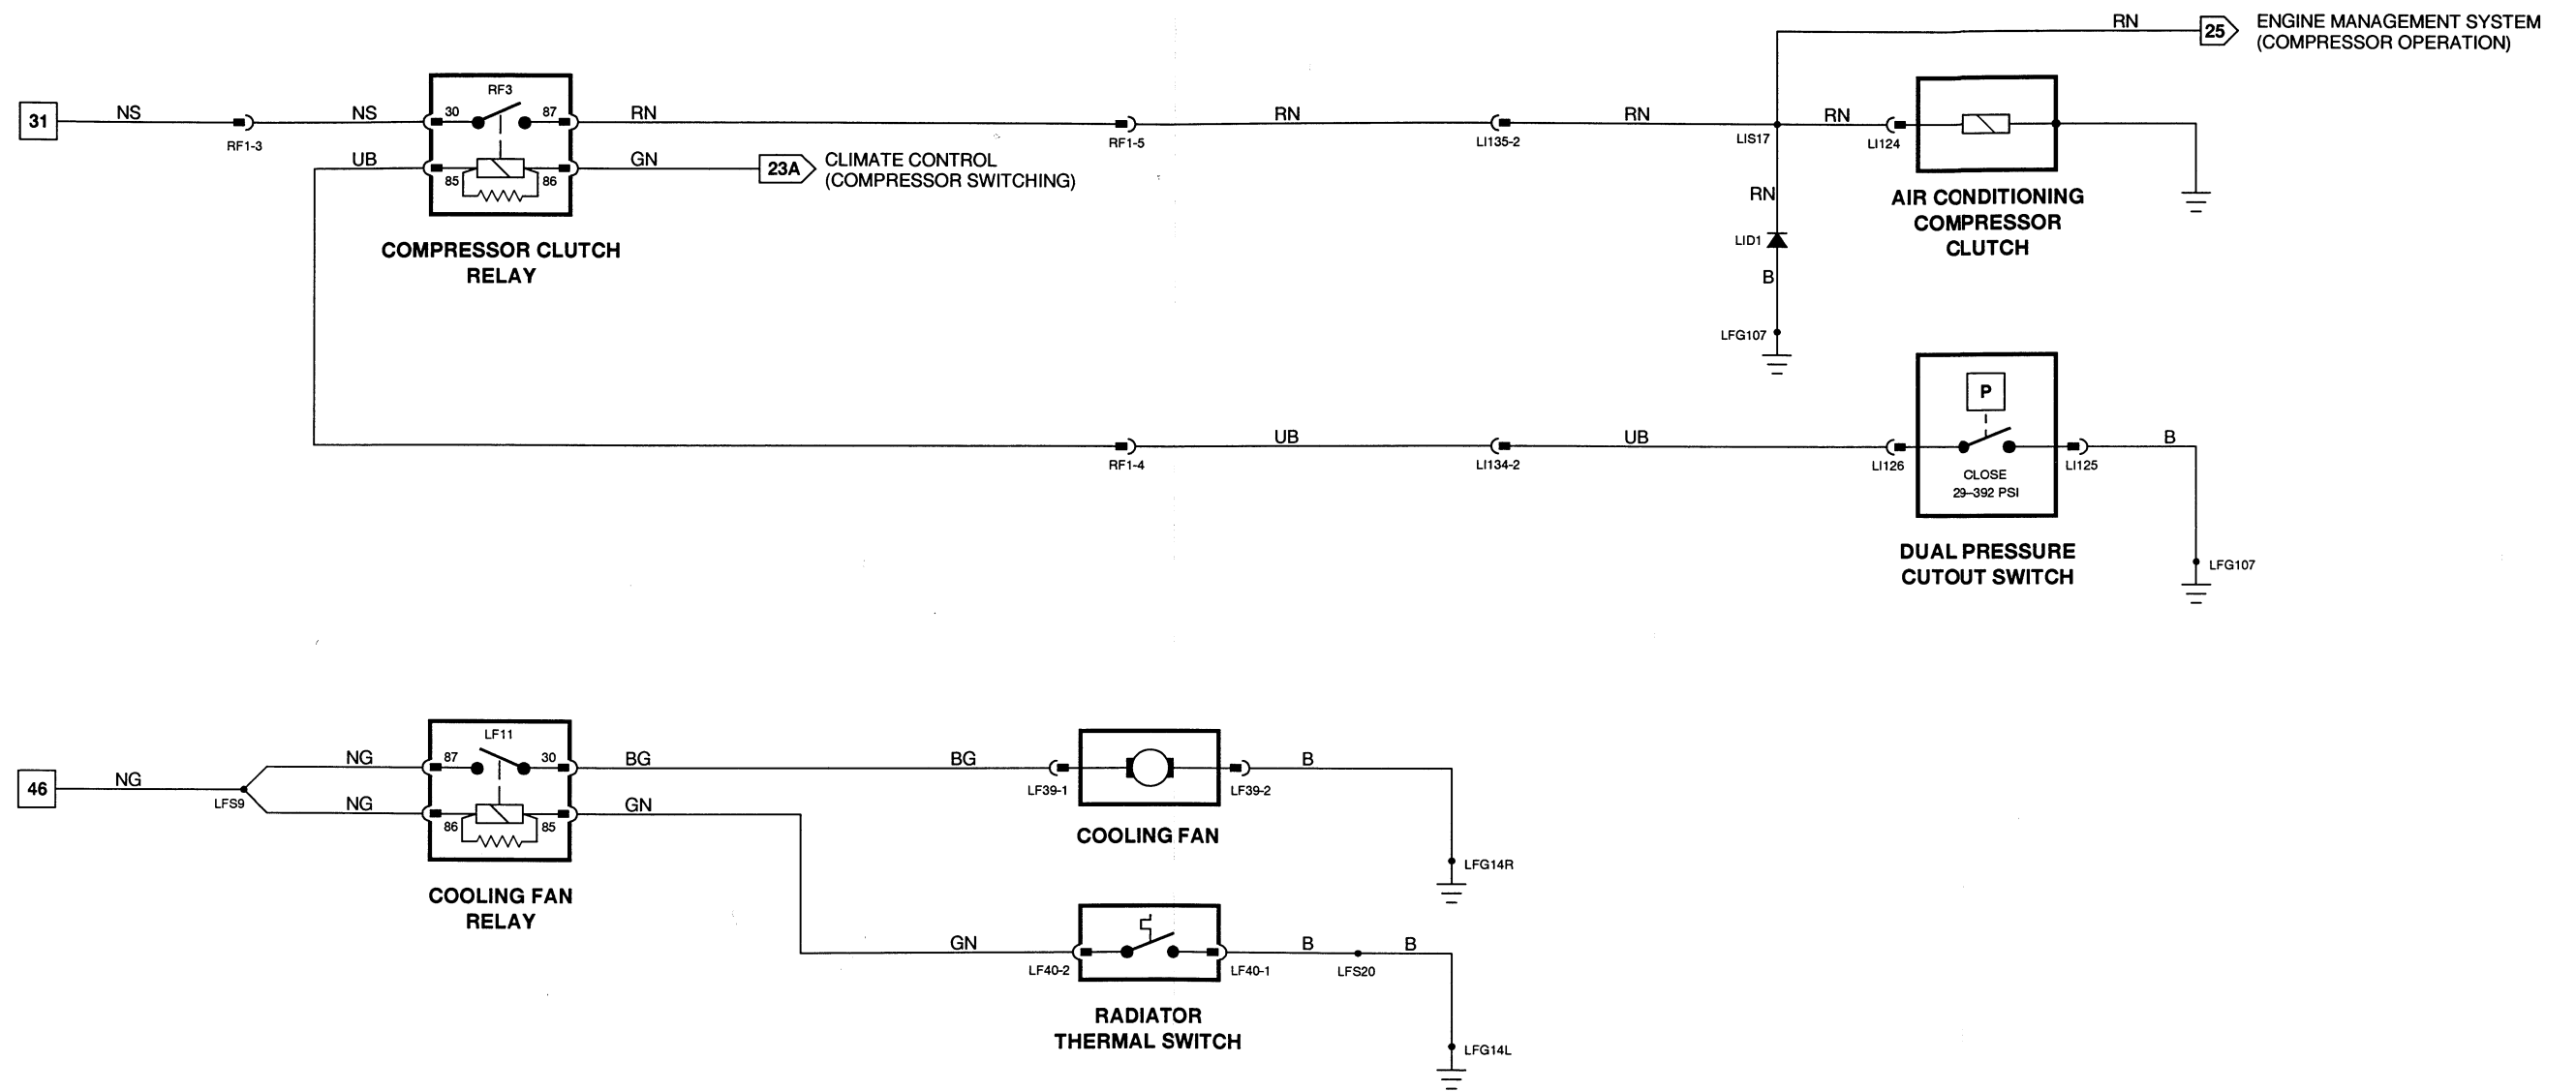 RN
25
ENGINE MANAGEMENT SYSTEM
(COMPRESSOR OPERATION)
31
NS
RF1-3
NS
RF3
30
87
85
86
UB
COMPRESSOR CLUTCH
RELAY
RN
GN
23A
CLIMATE CONTROL
(COMPRESSOR SWITCHING)
RF1-5
RN
LI135-2
RN
LIS17
RN
LI124
AIR CONDITIONING
COMPRESSOR
CLUTCH
RN
LID1
B
LFG107
RF1-4
UB
LI134-2
UB
LI126
P
CLOSE
29–392 PSI
LI125
B
LFG107
DUAL PRESSURE
CUTOUT SWITCH
46
NG
LFS9
NG
NG
LF11
87
30
86
85
COOLING FAN
RELAY
BG
GN
BG
LF39-1
LF39-2
COOLING FAN
B
LFG14R
GN
LF40-2
LF40-1
RADIATOR
THERMAL SWITCH
B
LFS20
B
LFG14L